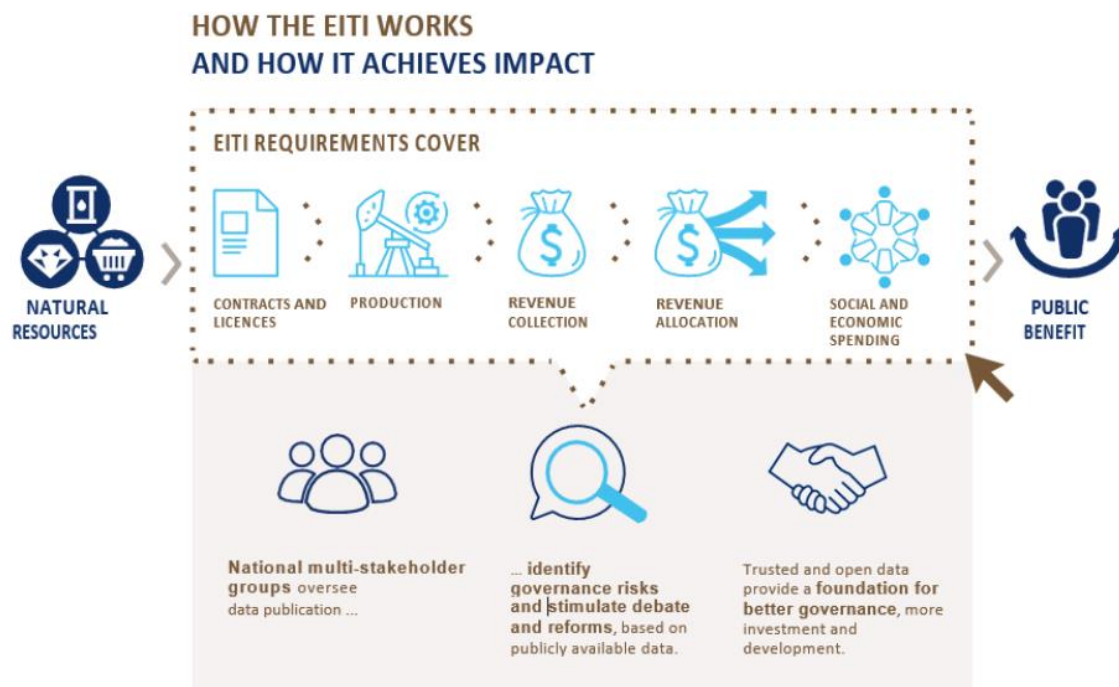 HOW THE EITI WORKS
AND HOW IT ACHIEVES IMPACT
EITI REQUIREMENTS COVER
NATURAL
RESOURCES
CONTRACTS AND
LICENCES
PRODUCTION
REVENUE
COLLECTION
REVENUE
ALLOCATION
SOCIAL AND
ECONOMIC
SPENDING
PUBLIC
BENEFIT
National multi-stakeholder
groups oversee
data publication ...
... identify
governance risks
and stimulate debate
and reforms, based on
publicly available data.
Trusted and open data
provide a foundation for
better governance, more
investment and
development.